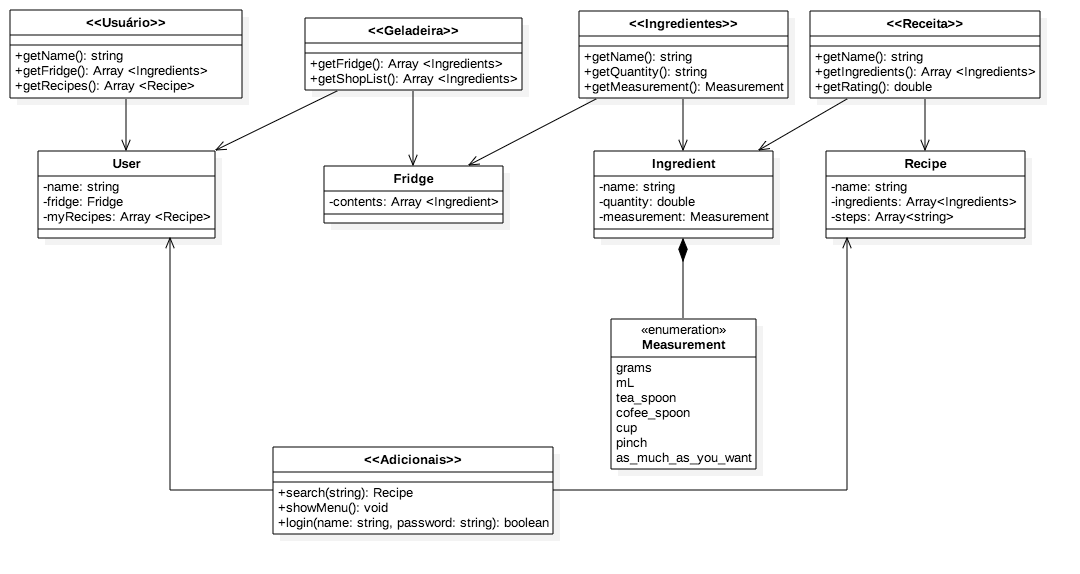 <<Usuário>>
+getName(): string
+getFridge(): Array <Ingredients>
+getRecipes(): Array <Recipe>
<<Geladeira>>
+getFridge(): Array <Ingredients>
+getShopList(): Array <Ingredients>
<<Ingredientes>>
+getName(): string
+getQuantity(): string
+getMeasurement(): Measurement
<<Receita>>
+getName(): string
+getIngredients(): Array <Ingredients>
+getRating(): double
User
-name: string
-fridge: Fridge
-myRecipes: Array <Recipe>
Fridge
-contents: Array <Ingredient>
Ingredient
-name: string
-quantity: double
-measurement: Measurement
Recipe
-name: string
-ingredients: Array<Ingredients>
-steps: Array<string>
«enumeration»
Measurement
grams
mL
tea_spoon
cofee_spoon
cup
pinch
as_much_as_you_want
<<Adicionais>>
+search(string): Recipe
+showMenu(): void
+login(name: string, password: string): boolean